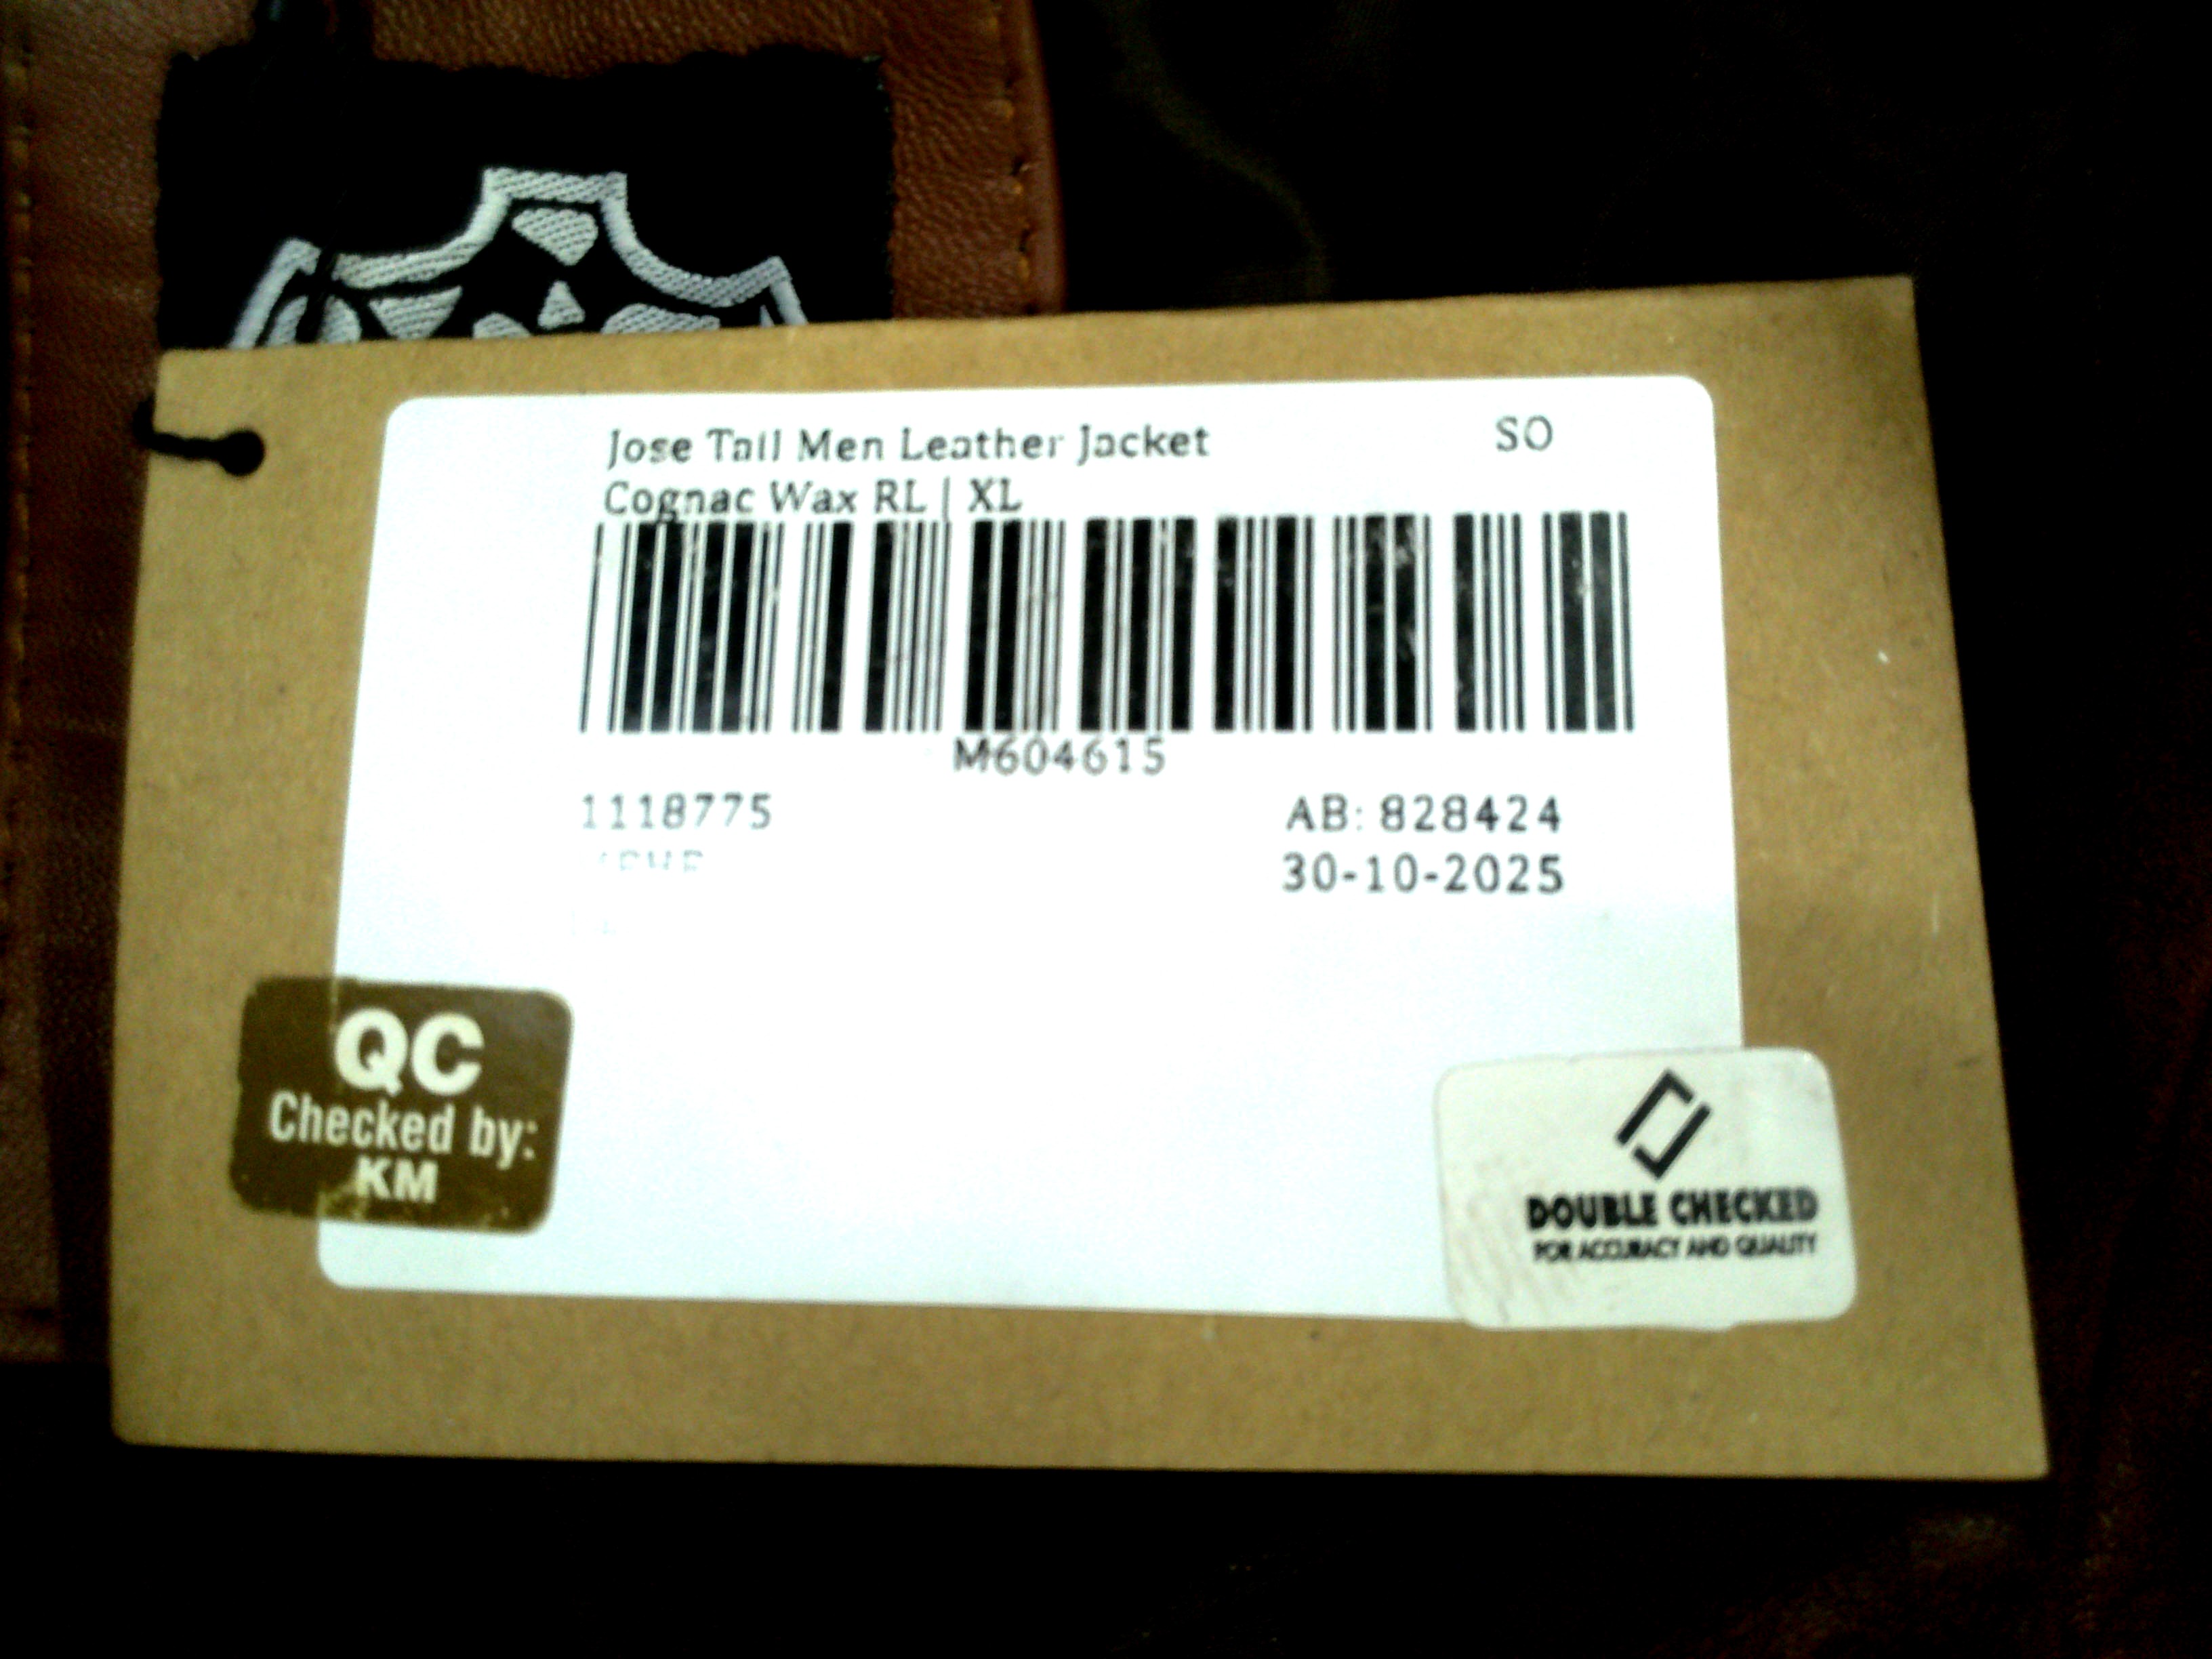 Jose Tall Men Leather Jacket
SO
Cognac Wax RL | XL
M604615
1118775
AB: 828424
30-10-2025
QC
Checked by:
KM
DOUBLE CHECKED
FOR ACCURACY AND QUALITY